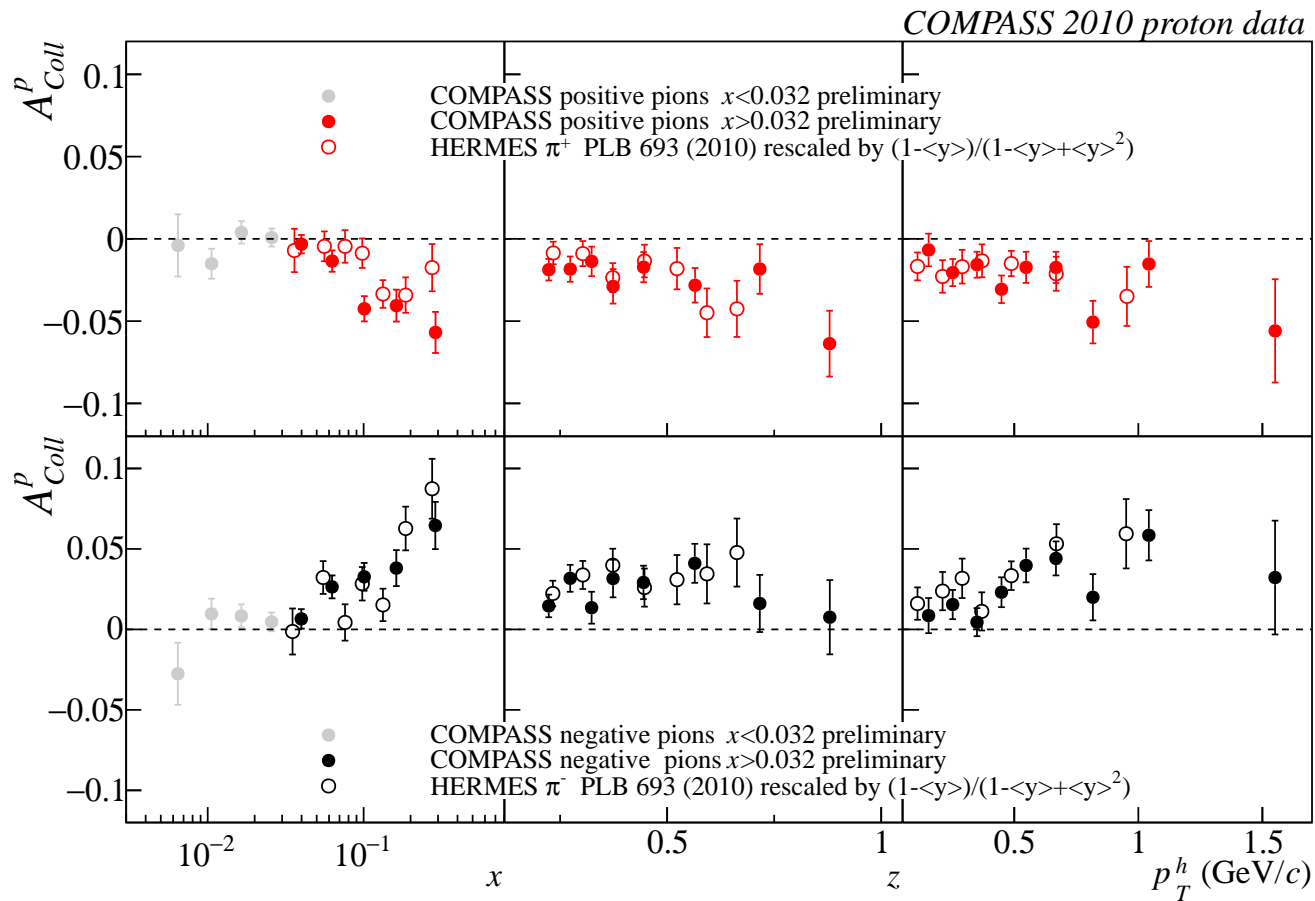 COMPASS 2010 proton data
A^p_Coll
0.1
0.05
0
−0.05
−0.1
COMPASS positive pions x<0.032 preliminary
COMPASS positive pions x>0.032 preliminary
HERMES π⁺ PLB 693 (2010) rescaled by (1-<y>)/(1-<y>+<y>²)
A^p_Coll
0.1
0.05
0
−0.05
−0.1
COMPASS negative pions x<0.032 preliminary
COMPASS negative pions x>0.032 preliminary
HERMES π⁻ PLB 693 (2010) rescaled by (1-<y>)/(1-<y>+<y>²)
10⁻² 10⁻¹ 0.5 1 0.5 1 1.5
x z p_T^h (GeV/c)